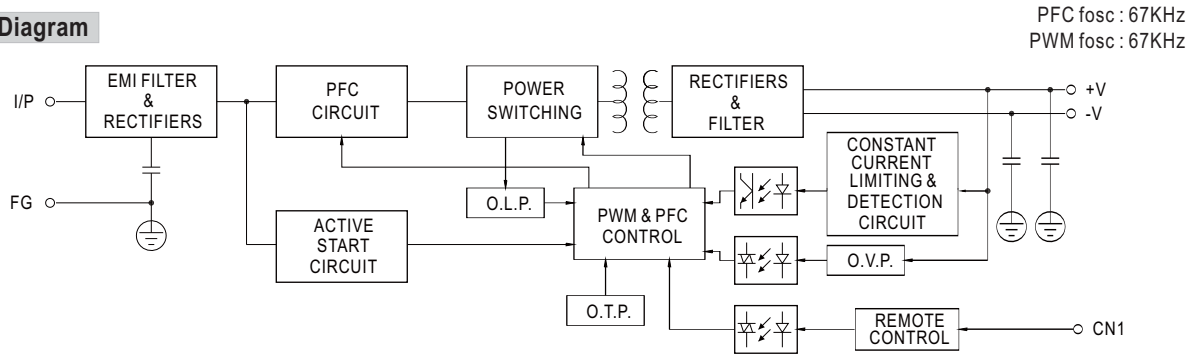 Diagram
PFC fosc : 67KHz
PWM fosc : 67KHz
I/P
EMI FILTER
&
RECTIFIERS
PFC
CIRCUIT
POWER
SWITCHING
RECTIFIERS
&
FILTER
+V
-V
FG
ACTIVE
START
CIRCUIT
O.L.P.
PWM & PFC
CONTROL
O.T.P.
CONSTANT
CURRENT
LIMITING &
DETECTION
CIRCUIT
O.V.P.
REMOTE
CONTROL
CN1